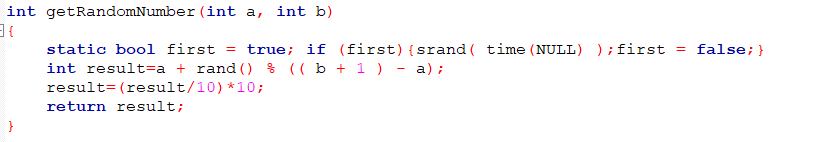 int getRandomNumber(int a, int b)
{
static bool first = true; if (first){srand( time(NULL) );first = false;}
int result=a + rand() % (( b + 1 ) - a);
result=(result/10)*10;
return result;
}